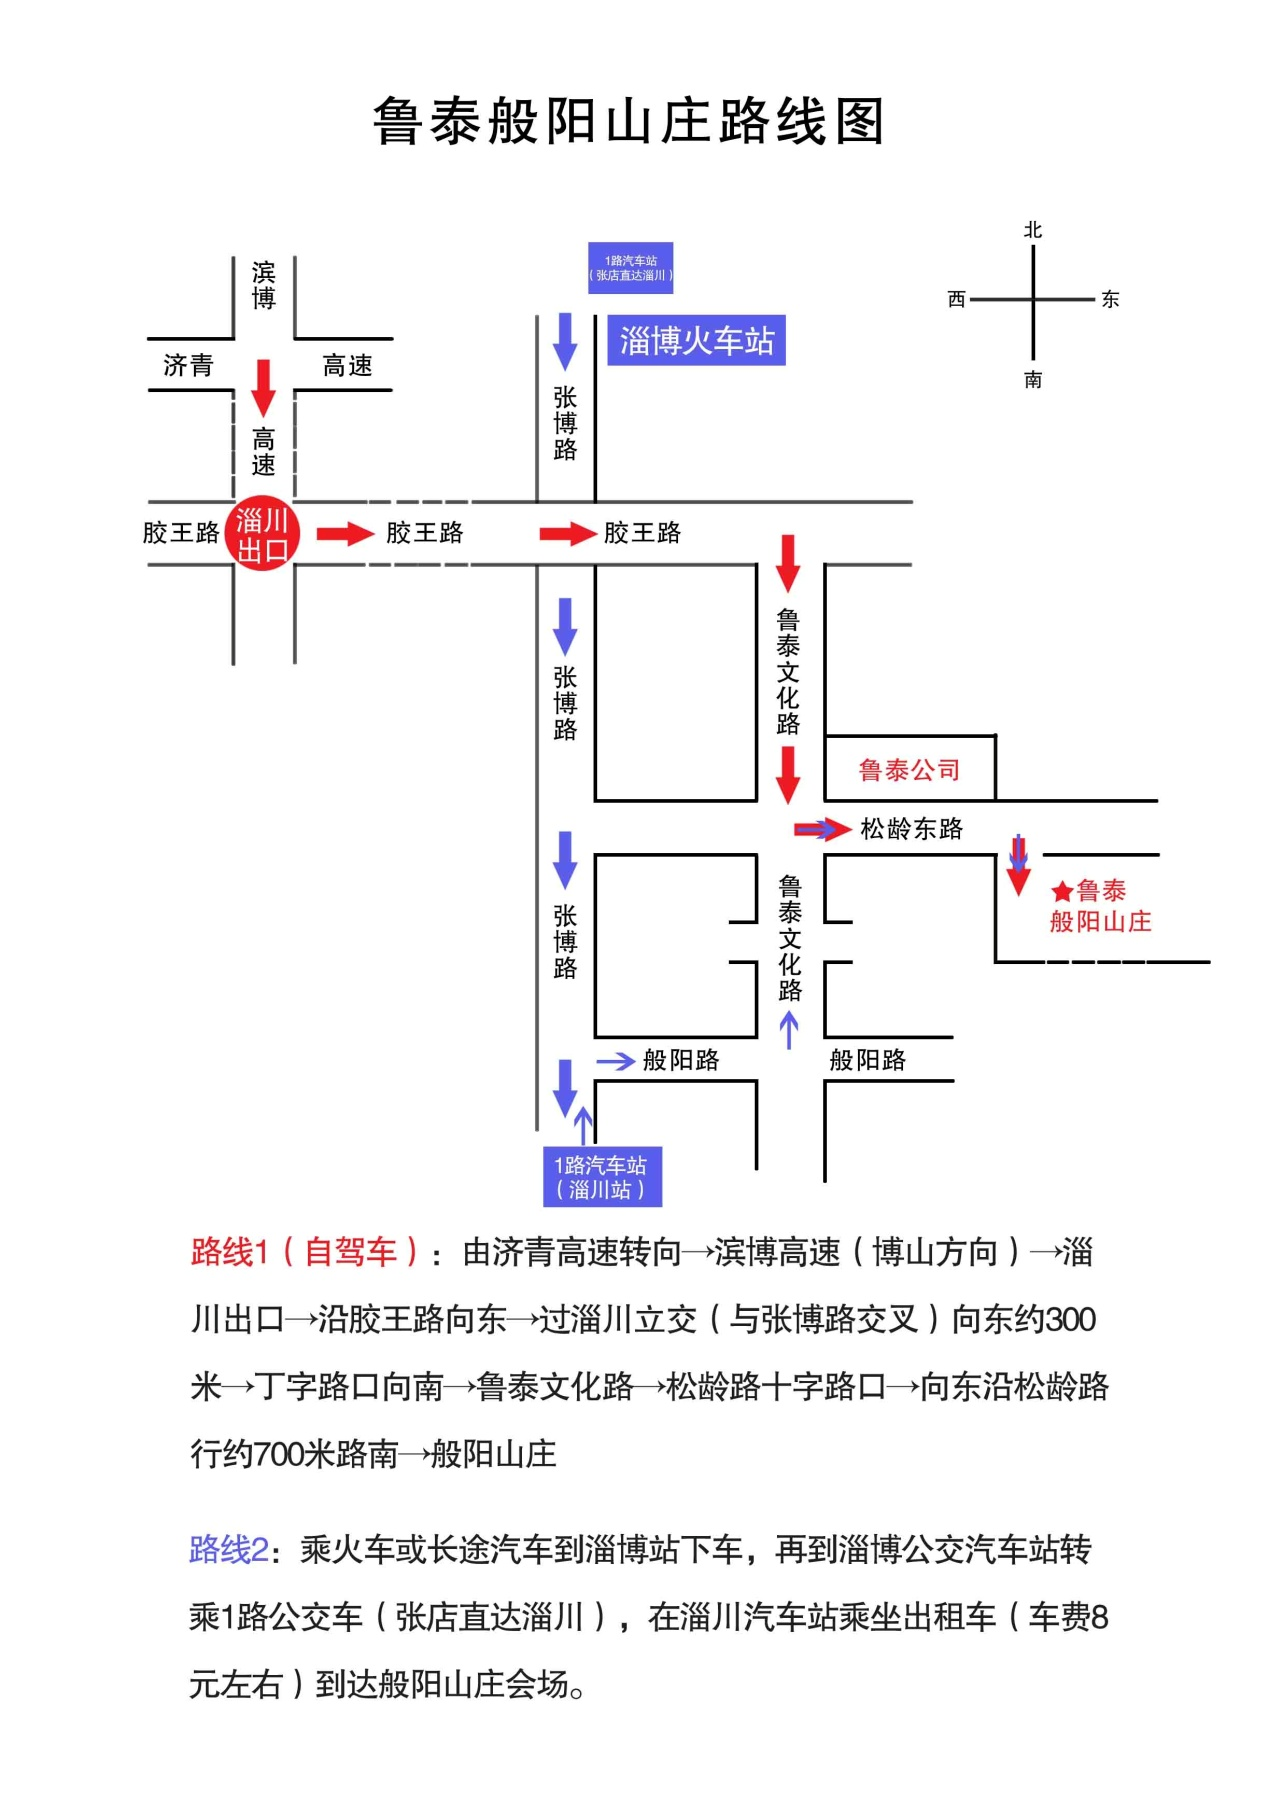 鲁泰般阳山庄路线图
北
西
东
南
1路汽车站
（张店直达淄川）
淄博火车站
滨博
济青
高速
高速
张博路
胶王路
淄川
出口
胶王路
胶王路
张博路
鲁泰文化路
鲁泰公司
松龄东路
张博路
鲁泰文化路
★鲁泰
般阳山庄
般阳路
般阳路
1路汽车站
（淄川站）
路线1（自驾车）：由济青高速转向→滨博高速（博山方向）→淄
川出口→沿胶王路向东→过淄川立交（与张博路交叉）向东约300
米→丁字路口向南→鲁泰文化路→松龄路十字路口→向东沿松龄路
行约700米路南→般阳山庄
路线2：乘火车或长途汽车到淄博站下车，再到淄博公交汽车站转
乘1路公交车（张店直达淄川），在淄川汽车站乘坐出租车（车费8
元左右）到达般阳山庄会场。